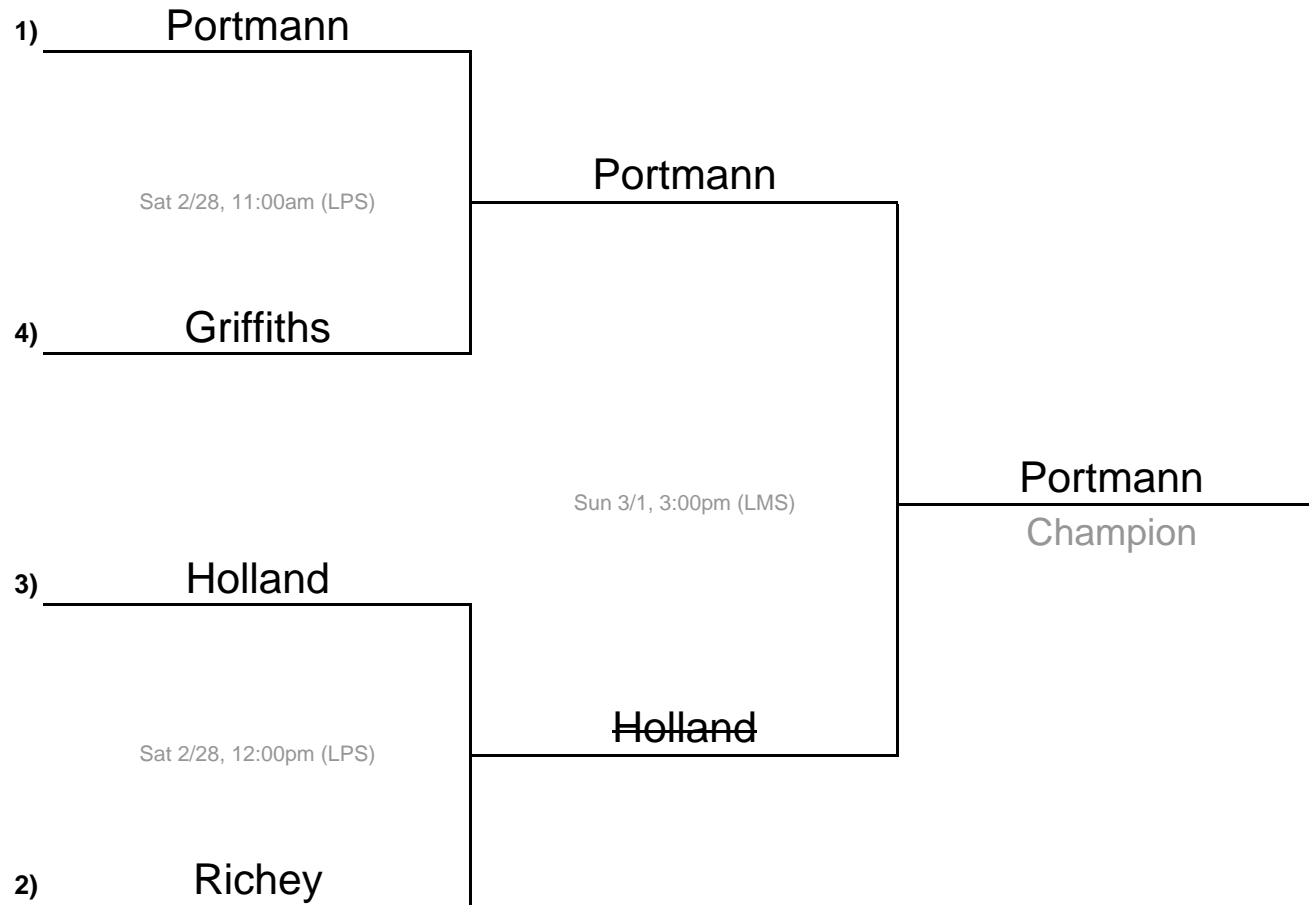 1) Portmann
Sat 2/28, 11:00am (LPS)
Portmann
4) Griffiths
Sun 3/1, 3:00pm (LMS)
Portmann
Champion
3) Holland
Sat 2/28, 12:00pm (LPS)
Holland
2) Richey